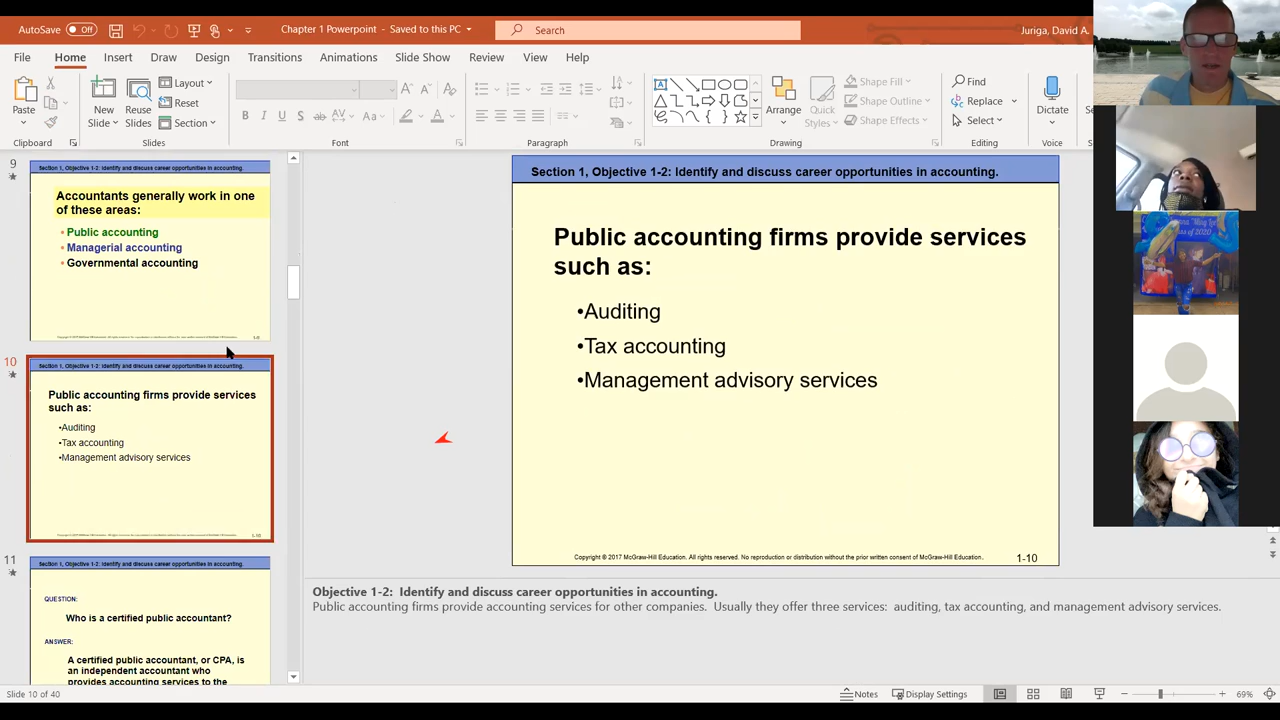 AutoSave Off
Chapter 1 Powerpoint - Saved to this PC
Search
Juriga, David A.
File Home Insert Draw Design Transitions Animations Slide Show Review View Help
Paste
New Slide
Reuse Slides
Layout
Reset
Section
B I U S ab AV Aa A
Arrange
Quick Styles
Shape Fill
Shape Outline
Shape Effects
Find
Replace
Select
Dictate
Clipboard Slides Font Paragraph Drawing Editing Voice
9
Section 1, Objective 1-2: Identify and discuss career opportunities in accounting.
Accountants generally work in one
of these areas:
• Public accounting
• Managerial accounting
• Governmental accounting
10
Section 1, Objective 1-2: Identify and discuss career opportunities in accounting.
Public accounting firms provide services
such as:
•Auditing
•Tax accounting
•Management advisory services
1-10
11
Section 1, Objective 1-2: Identify and discuss career opportunities in accounting.
QUESTION:
Who is a certified public accountant?
ANSWER:
A certified public accountant, or CPA, is
an independent accountant who
provides accounting services to the
Section 1, Objective 1-2: Identify and discuss career opportunities in accounting.
Public accounting firms provide services
such as:
•Auditing
•Tax accounting
•Management advisory services
Copyright © 2017 McGraw-Hill Education. All rights reserved. No reproduction or distribution without the prior written consent of McGraw-Hill Education.
1-10
Objective 1-2: Identify and discuss career opportunities in accounting.
Public accounting firms provide accounting services for other companies. Usually they offer three services: auditing, tax accounting, and management advisory services.
Slide 10 of 40
Notes
Display Settings
69%